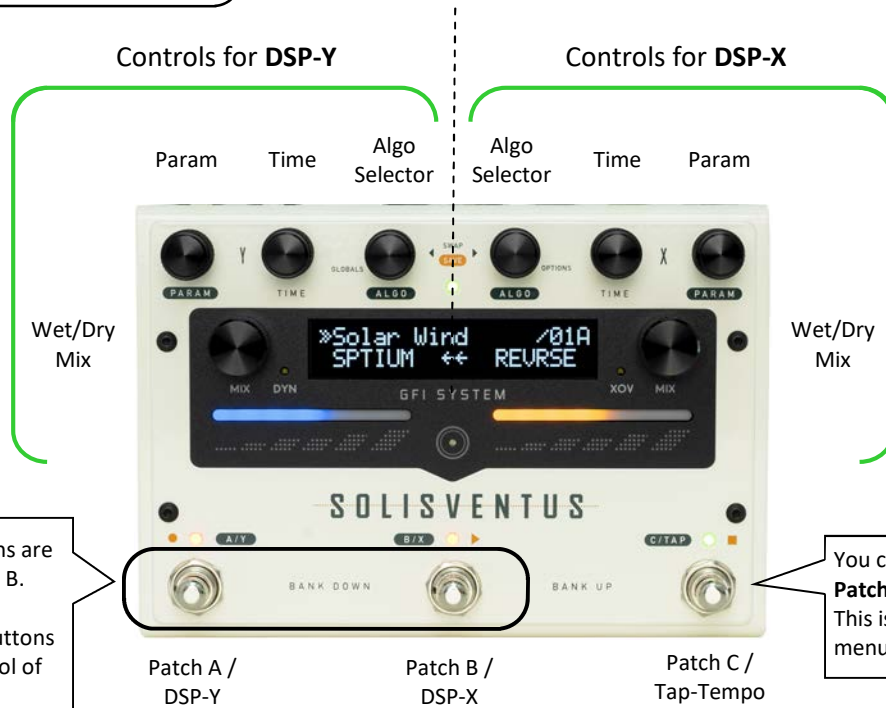 Controls for DSP-Y
Controls for DSP-X
Param
Time
Algo
Selector
Algo
Selector
Time
Param
Y
GLOBALS
SWAP
SAVE
OPTIONS
X
PARAM
TIME
ALGO
ALGO
TIME
PARAM
Wet/Dry
Mix
Wet/Dry
Mix
»Solar Wind /01A
SPTIUM ←← REVRSE
MIX
DYN
XOV
MIX
GFI SYSTEM
SOLISVENTUS
A/Y
B/X
C/TAP
BANK DOWN
BANK UP
ns are
B.
uttons
ol of
You c
Patch
This is
menu
Patch A /
DSP-Y
Patch B /
DSP-X
Patch C /
Tap-Tempo